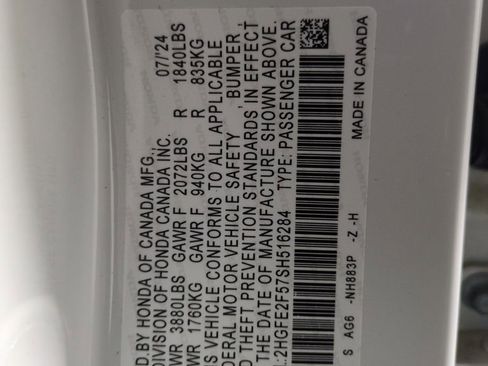 D.BY HONDA OF CANADA MFG., 07/'24
DIVISION OF HONDA CANADA INC.
WR 3880LBS GAWR F 2072LBS R 1840LBS
WR 1760KG GAWR F 940KG R 835KG
S VEHICLE CONFORMS TO ALL APPLICABLE
DERAL MOTOR VEHICLE SAFETY , BUMPER ,
D THEFT PREVENTION STANDARDS IN EFFECT
DATE OF MANUFACTURE SHOWN ABOVE.
.:2HGFE2F57SH516284 TYPE: PASSENGER CAR
S AG6 -NH883P -Z -H MADE IN CANADA